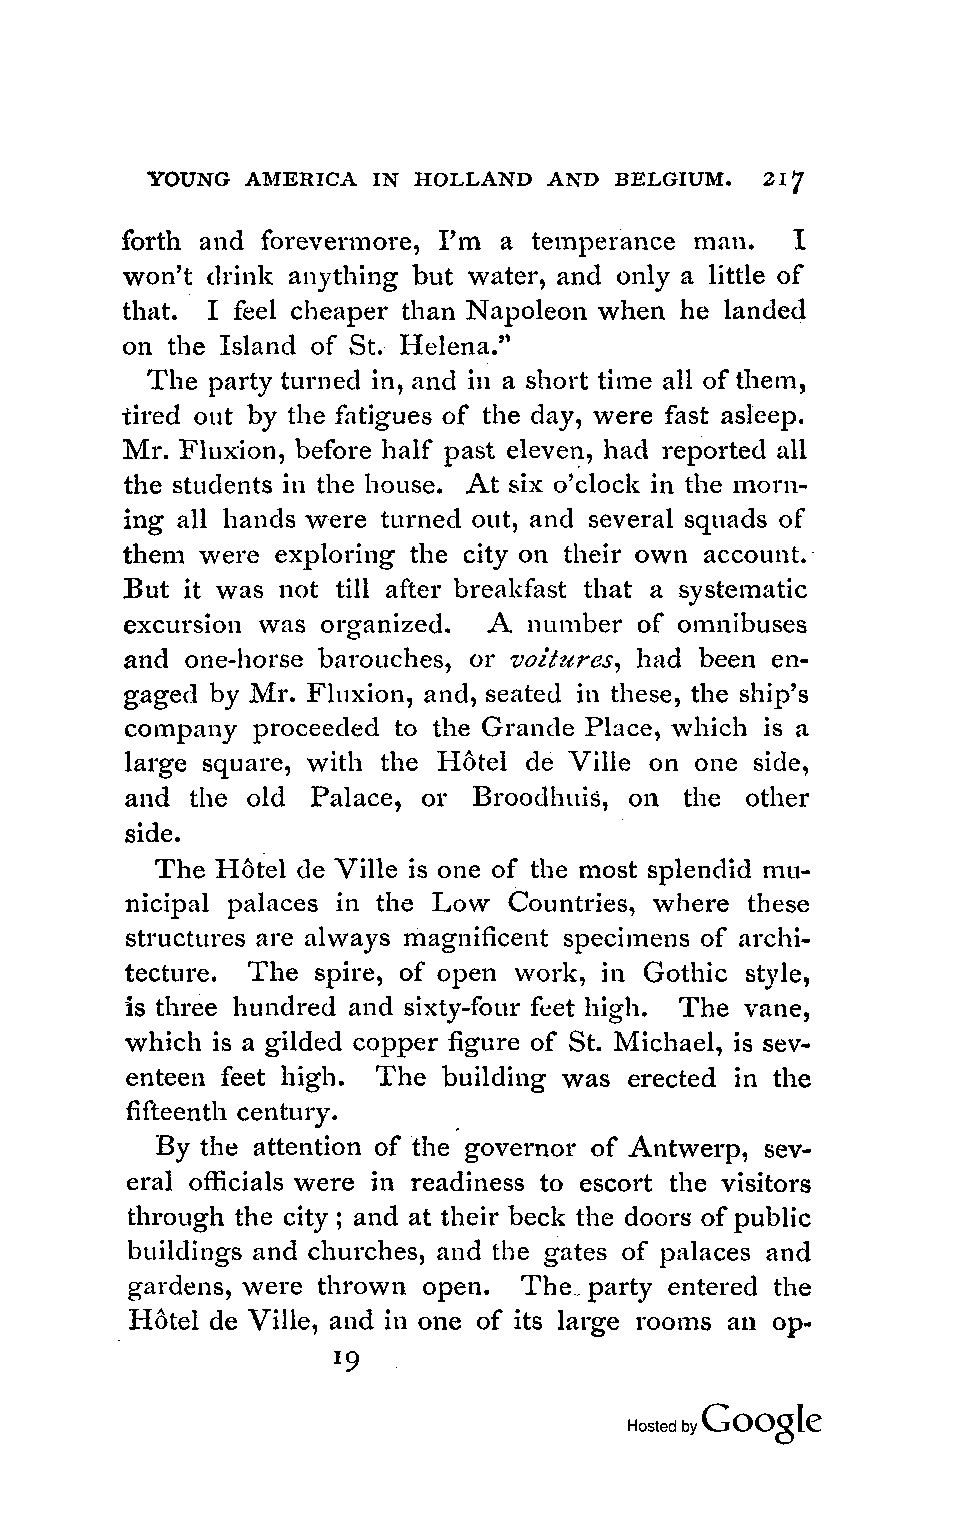 YOUNG AMERICA IN HOLLAND AND BELGIUM. 217
forth and forevermore, I'm a temperance man. I
won't drink anything but water, and only a little of
that. I feel cheaper than Napoleon when he landed
on the Island of St. Helena."
The party turned in, and in a short time all of them,
tired out by the fatigues of the day, were fast asleep.
Mr. Fluxion, before half past eleven, had reported all
the students in the house. At six o'clock in the morn-
ing all hands were turned out, and several squads of
them were exploring the city on their own account.
But it was not till after breakfast that a systematic
excursion was organized. A number of omnibuses
and one-horse barouches, or voitures, had been en-
gaged by Mr. Fluxion, and, seated in these, the ship's
company proceeded to the Grande Place, which is a
large square, with the Hôtel de Ville on one side,
and the old Palace, or Broodhuis, on the other
side.
The Hôtel de Ville is one of the most splendid mu-
nicipal palaces in the Low Countries, where these
structures are always magnificent specimens of archi-
tecture. The spire, of open work, in Gothic style,
is three hundred and sixty-four feet high. The vane,
which is a gilded copper figure of St. Michael, is sev-
enteen feet high. The building was erected in the
fifteenth century.
By the attention of the governor of Antwerp, sev-
eral officials were in readiness to escort the visitors
through the city; and at their beck the doors of public
buildings and churches, and the gates of palaces and
gardens, were thrown open. The party entered the
Hôtel de Ville, and in one of its large rooms an op-
19
Hosted by Google